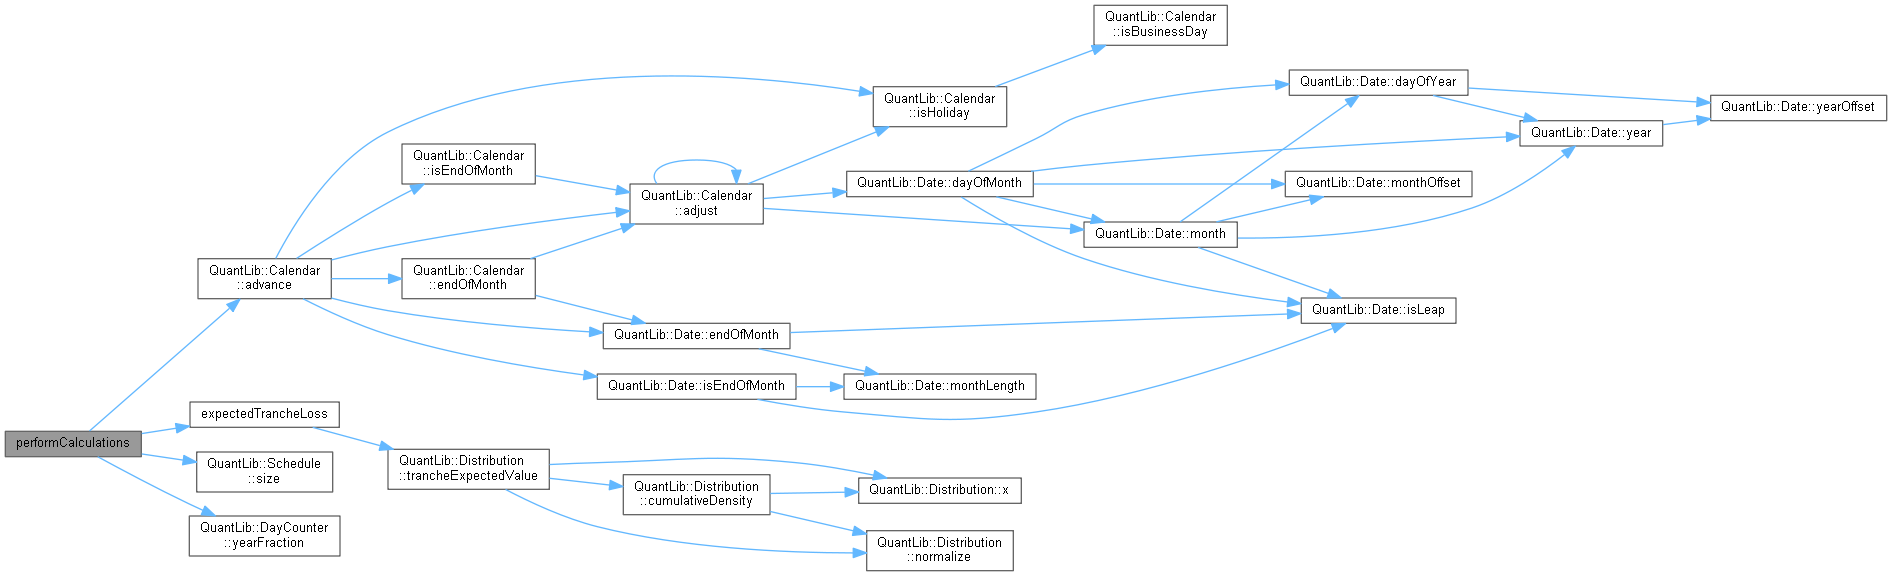 performCalculations
QuantLib::Calendar
::advance
expectedTrancheLoss
QuantLib::Schedule
::size
QuantLib::DayCounter
::yearFraction
QuantLib::Calendar
::isEndOfMonth
QuantLib::Calendar
::endOfMonth
QuantLib::Distribution
::trancheExpectedValue
QuantLib::Calendar
::adjust
QuantLib::Date::endOfMonth
QuantLib::Date::isEndOfMonth
QuantLib::Distribution
::cumulativeDensity
QuantLib::Calendar
::isHoliday
QuantLib::Date::dayOfMonth
QuantLib::Date::monthLength
QuantLib::Distribution::x
QuantLib::Distribution
::normalize
QuantLib::Calendar
::isBusinessDay
QuantLib::Date::month
QuantLib::Date::dayOfYear
QuantLib::Date::monthOffset
QuantLib::Date::isLeap
QuantLib::Date::year
QuantLib::Date::yearOffset